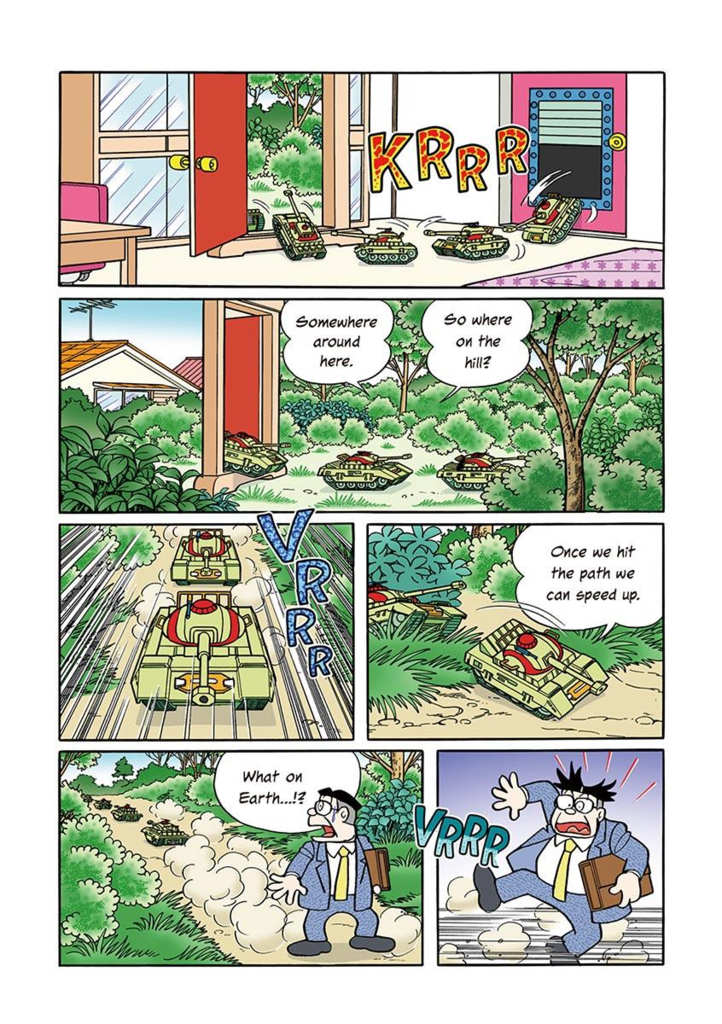 KRRR
Somewhere
around
here.
So where
on the
hill?
VRRR
Once we hit
the path we
can speed up.
What on
Earth...!?
VRRR